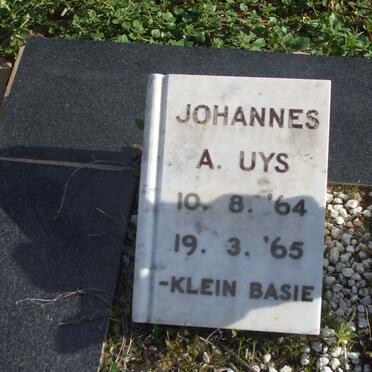 JOHANNES
A. UYS
10. 8. '64
19. 3. '65
-KLEIN BASIE